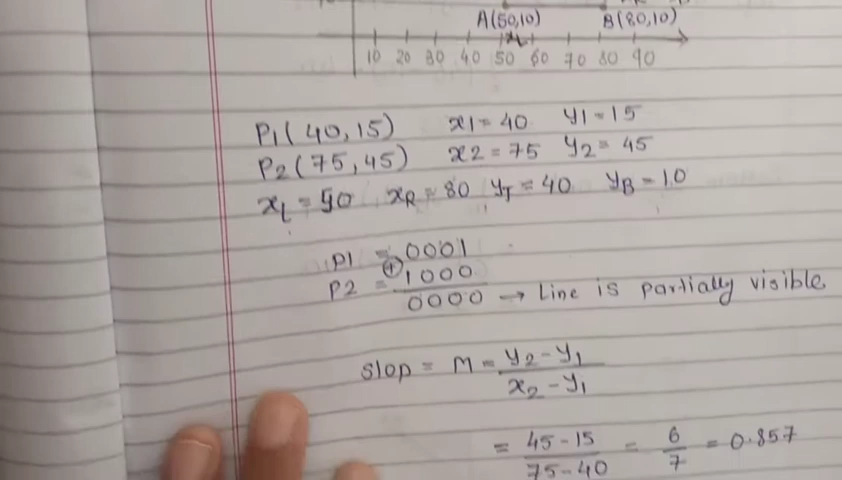 A(50,10) B(80,10)
10 20 30 40 50 60 70 80 90
P1(40,15) x1=40 y1=15
P2(75,45) x2=75 y2=45
xL=50 xR=80 yT=40 yB=10
P1 = 0001
P2 = ⊕ 1000
0000 → Line is partially visible
Slop = M = y2-y1 / x2-y1
= 45-15 / 75-40 = 6/7 = 0.857